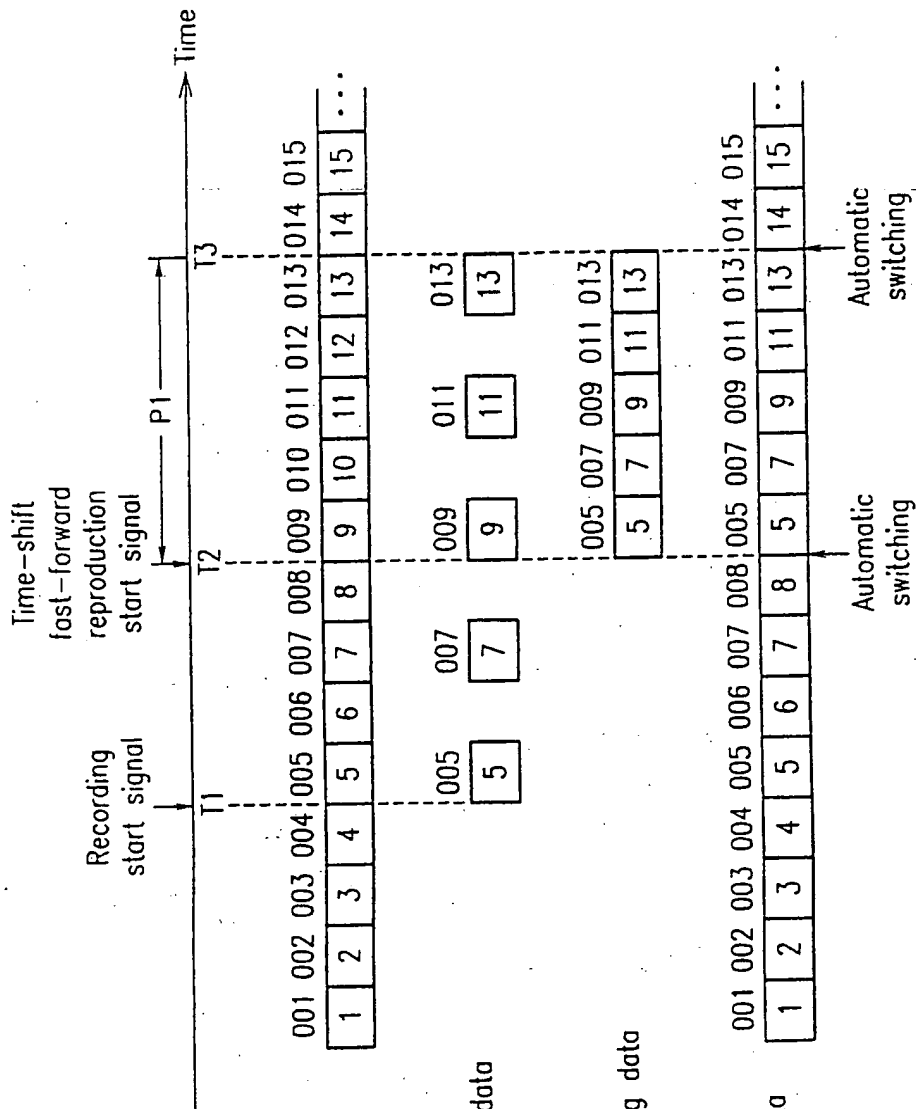 Time-shift
fast-forward
reproduction
start signal
Recording
start signal
P1
T1
T2
T3
Time
001 002 003 004 005 006 007 008 009 010 011 012 013 014 015
1 2 3 4 5 6 7 8 9 10 11 12 13 14 15 ...
005 007 009 011 013
5 7 9 11 13
data
005 007 009 011 013
5 7 9 11 13
g data
001 002 003 004 005 006 007 008 005 007 009 011 013 014 015
1 2 3 4 5 6 7 8 5 7 9 11 13 14 15 ...
a
Automatic
switching
Automatic
switching